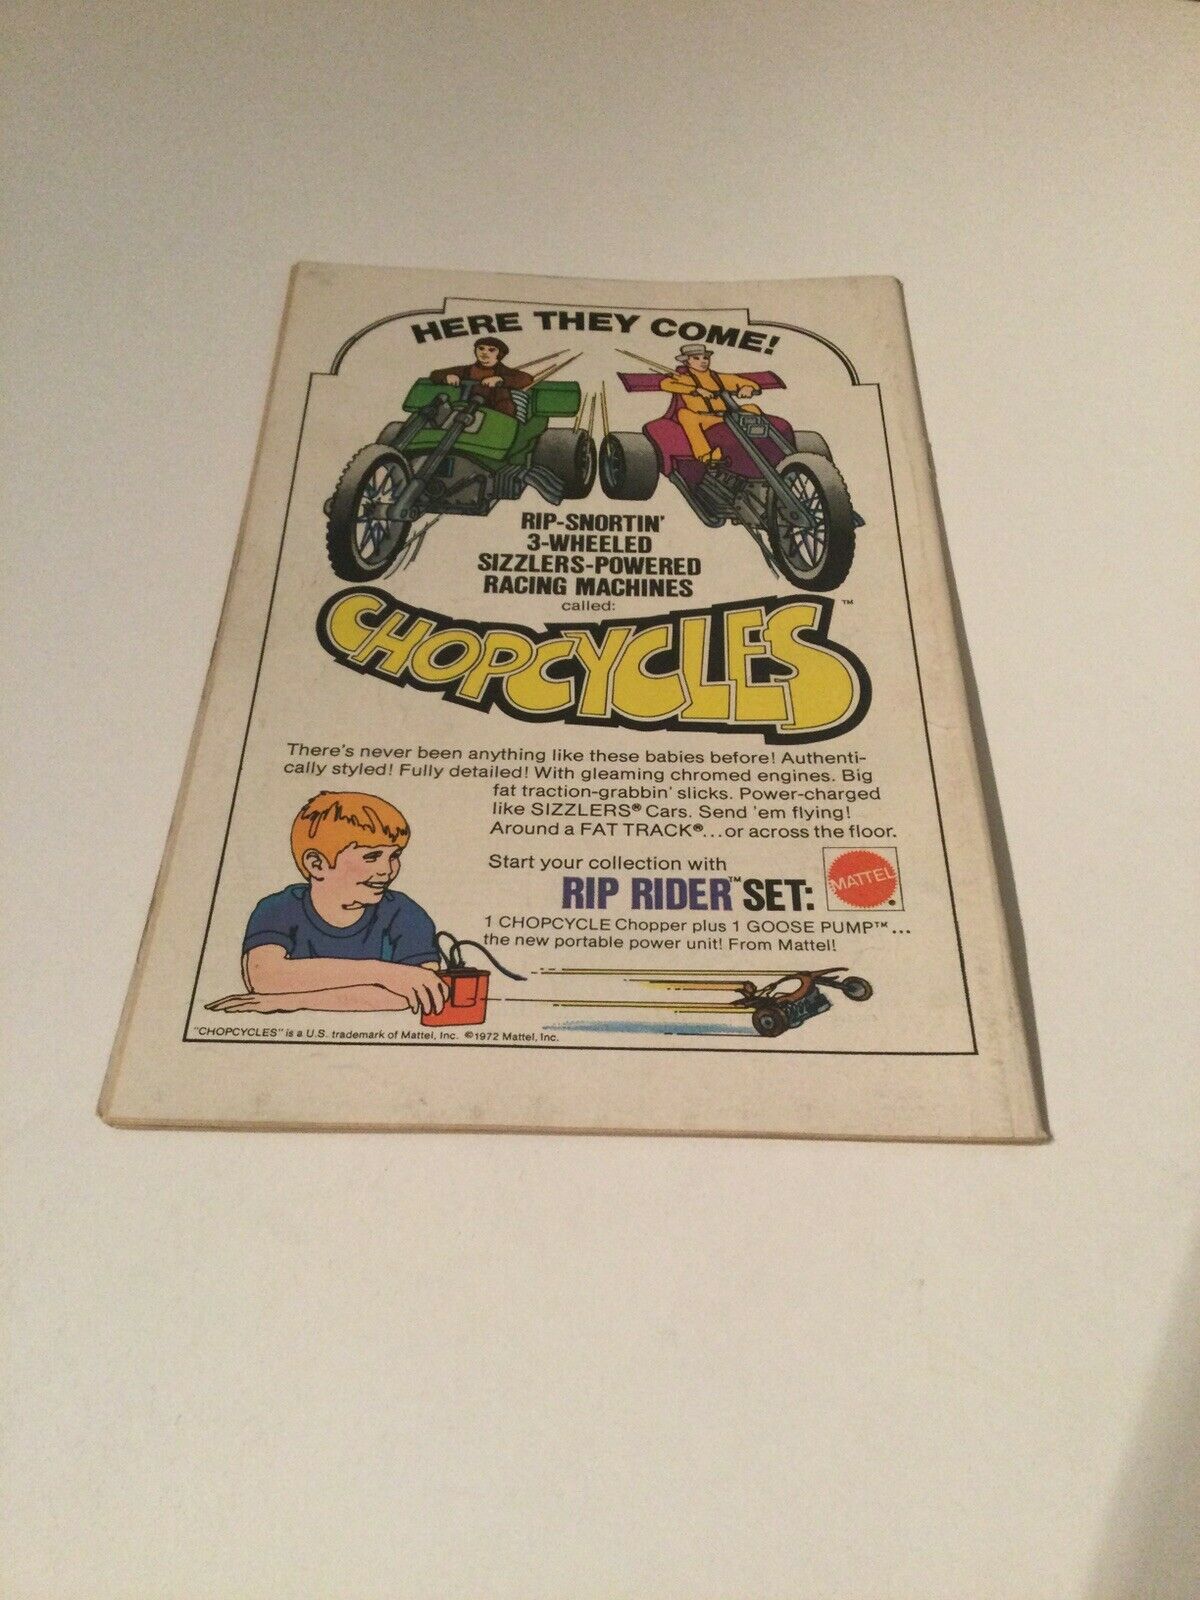 HERE THEY COME!
RIP-SNORTIN'
3-WHEELED
SIZZLERS-POWERED
RACING MACHINES
called:
CHOPCYCLES™
There's never been anything like these babies before! Authenti-
cally styled! Fully detailed! With gleaming chromed engines. Big
fat traction-grabbin' slicks. Power-charged
like SIZZLERS® Cars. Send 'em flying!
Around a FAT TRACK®...or across the floor.
Start your collection with
RIP RIDER™ SET:
MATTEL
1 CHOPCYCLE Chopper plus 1 GOOSE PUMP™...
the new portable power unit! From Mattel!
"CHOPCYCLES" is a U.S. trademark of Mattel, Inc. ©1972 Mattel, Inc.